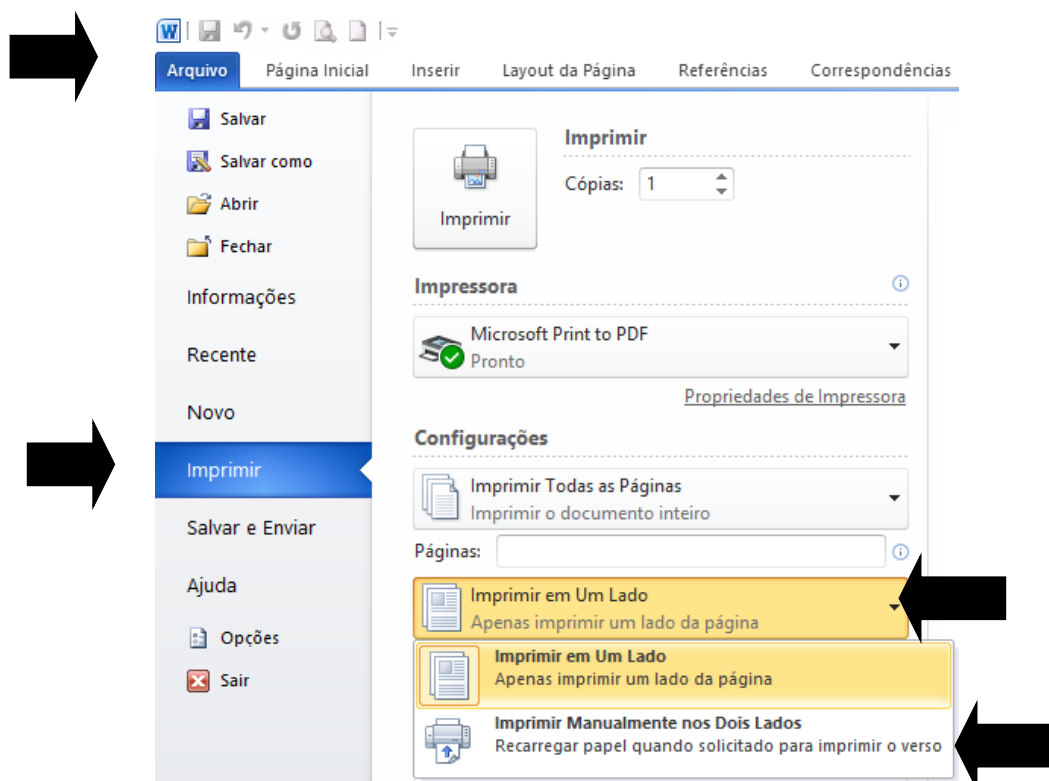 W
Arquivo Página Inicial Inserir Layout da Página Referências Correspondências
Salvar
Salvar como
Abrir
Fechar
Informações
Recente
Novo
Imprimir
Salvar e Enviar
Ajuda
Opções
Sair
Imprimir
Imprimir
Cópias: 1
Impressora
Microsoft Print to PDF
Pronto
Propriedades de Impressora
Configurações
Imprimir Todas as Páginas
Imprimir o documento inteiro
Páginas:
Imprimir em Um Lado
Apenas imprimir um lado da página
Imprimir em Um Lado
Apenas imprimir um lado da página
Imprimir Manualmente nos Dois Lados
Recarregar papel quando solicitado para imprimir o verso